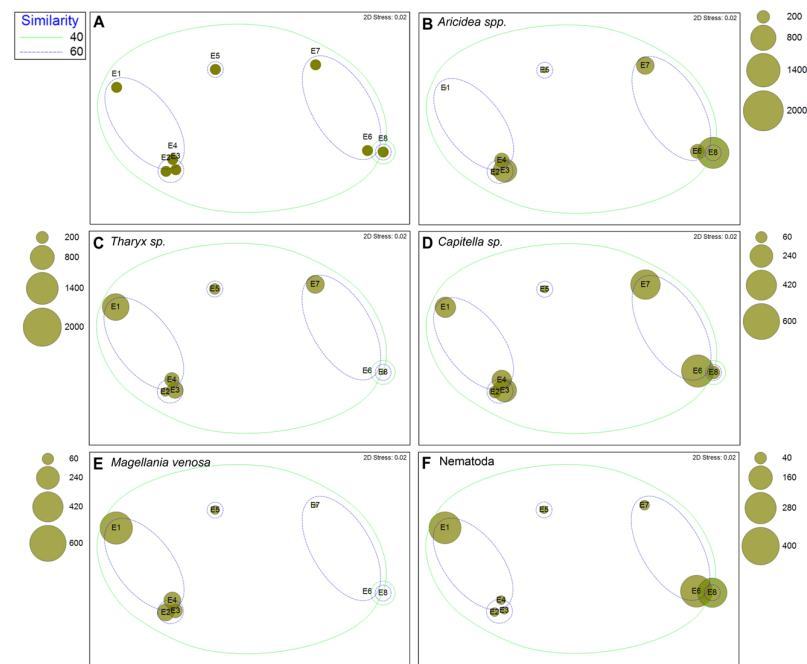 Similarity
40
60
A
2D Stress: 0.02
E1
E5
E7
E4
E2
E3
E6
E8
B Aricidea spp.
2D Stress: 0.02
E1
E5
E7
E4
E2
E3
E6
E8
200
800
1400
2000
200
800
1400
2000
C Tharyx sp.
2D Stress: 0.02
E1
E5
E7
E4
E2
E3
E6
E8
D Capitella sp.
2D Stress: 0.02
E1
E5
E7
E4
E2
E3
E6
E8
60
240
420
600
60
240
420
600
E Magellania venosa
2D Stress: 0.02
E1
E5
E7
E4
E2
E3
E6
E8
F Nematoda
2D Stress: 0.02
E1
E5
E7
E4
E2
E3
E6
E8
40
160
280
400